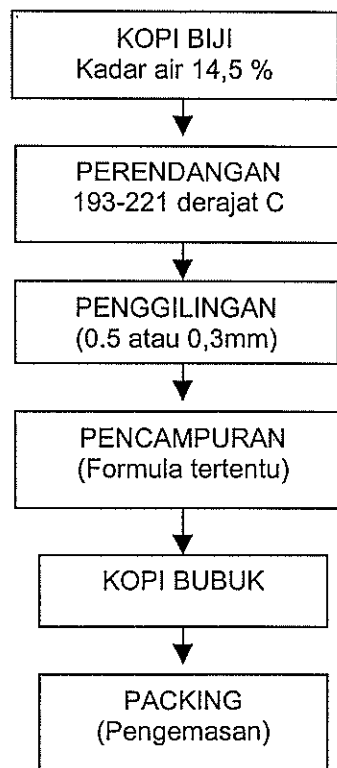 KOPI BIJI
Kadar air 14,5 %
PERENDANGAN
193-221 derajat C
PENGGILINGAN
(0.5 atau 0,3mm)
PENCAMPURAN
(Formula tertentu)
KOPI BUBUK
PACKING
(Pengemasan)